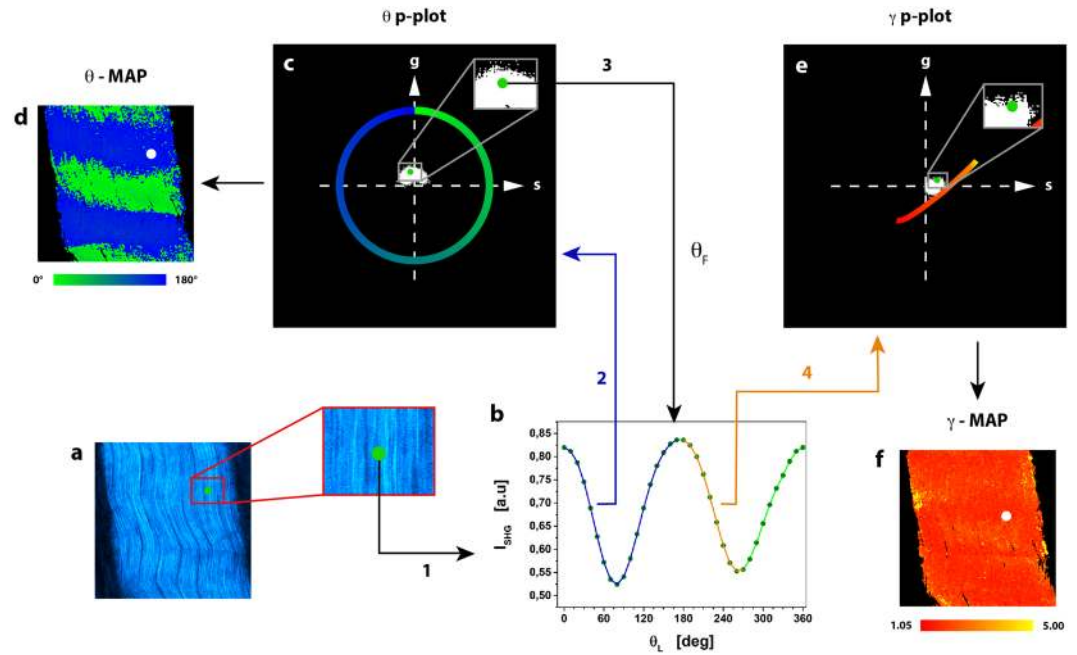 θ p-plot
γ p-plot
θ - MAP
d
0° 180°
c
g
s
3
e
g
s
θF
2
4
a
1
b
0,85
0,80
0,75
0,70
0,65
0,60
0,55
0,50
ISHG [a.u]
0 60 120 180 240 300 360
θL [deg]
γ - MAP
f
1.05 5.00